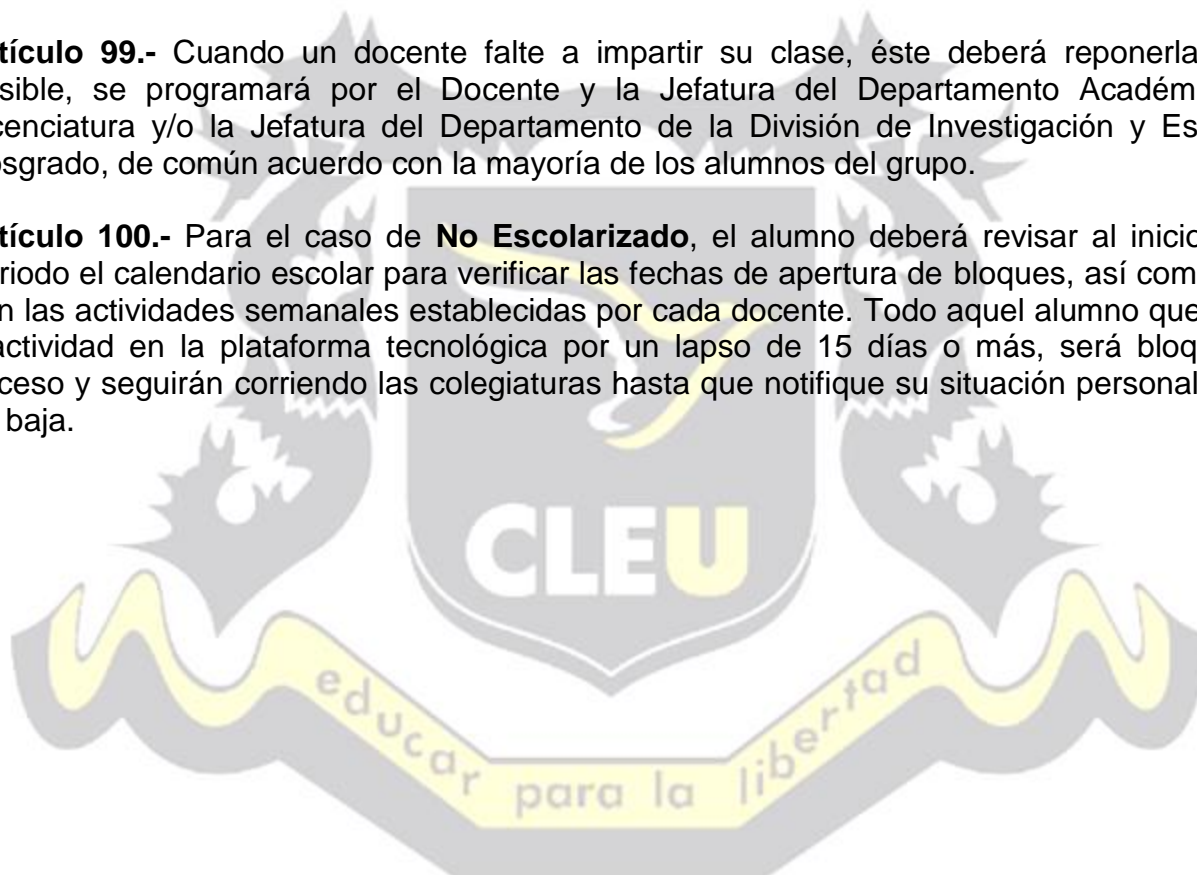 tículo 99.- Cuando un docente falte a impartir su clase, éste deberá reponerla
sible, se programará por el Docente y la Jefatura del Departamento Académ
cenciatura y/o la Jefatura del Departamento de la División de Investigación y Es
osgrado, de común acuerdo con la mayoría de los alumnos del grupo.
tículo 100.- Para el caso de No Escolarizado, el alumno deberá revisar al inicio
riodo el calendario escolar para verificar las fechas de apertura de bloques, así com
n las actividades semanales establecidas por cada docente. Todo aquel alumno que
actividad en la plataforma tecnológica por un lapso de 15 días o más, será bloq
ceso y seguirán corriendo las colegiaturas hasta que notifique su situación personal
baja.
CLEU
educar para la libertad